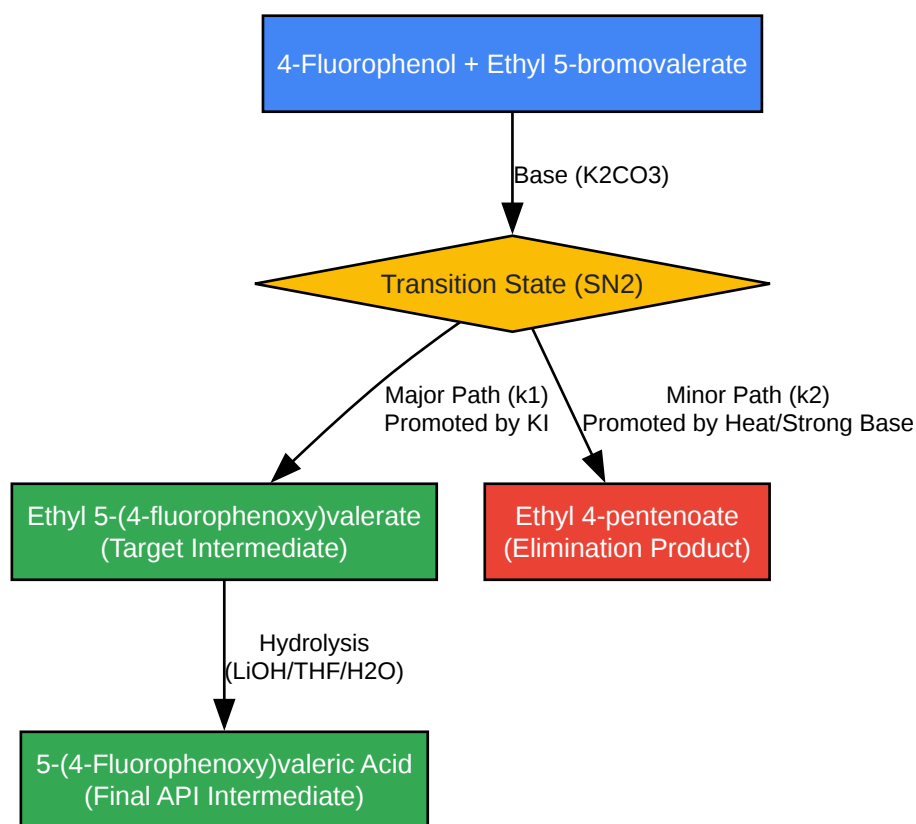 4-Fluorophenol + Ethyl 5-bromovalerate
Base (K2CO3)
Transition State (SN2)
Major Path (k1)
Promoted by KI
Minor Path (k2)
Promoted by Heat/Strong Base
Ethyl 5-(4-fluorophenoxy)valerate
(Target Intermediate)
Ethyl 4-pentenoate
(Elimination Product)
Hydrolysis
(LiOH/THF/H2O)
5-(4-Fluorophenoxy)valeric Acid
(Final API Intermediate)